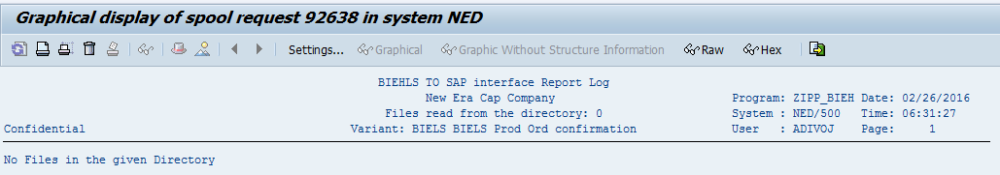 Graphical display of spool request 92638 in system NED
Settings... Graphical Graphic Without Structure Information Raw Hex
BIEHLS TO SAP interface Report Log
New Era Cap Company Program: ZIPP_BIEH Date: 02/26/2016
Files read from the directory: 0 System : NED/500 Time: 06:31:27
Confidential Variant: BIELS BIELS Prod Ord confirmation User : ADIVOJ Page: 1
No Files in the given Directory